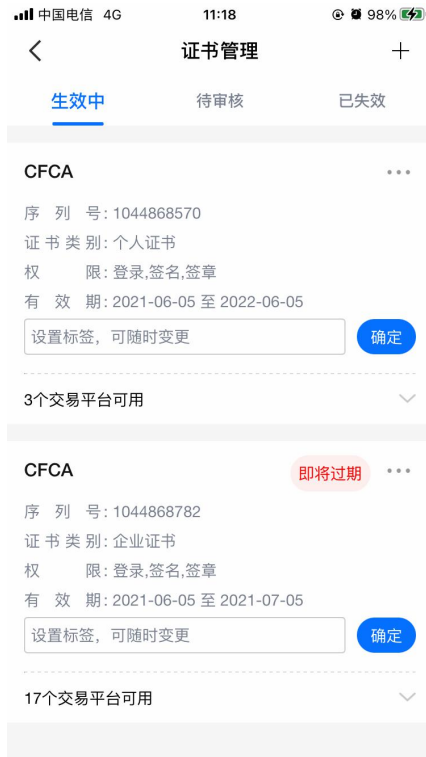 中国电信 4G 11:18 98%
证书管理
生效中 待审核 已失效
CFCA
序列号: 1044868570
证书类别: 个人证书
权限: 登录,签名,签章
有效期: 2021-06-05 至 2022-06-05
设置标签，可随时变更 确定
3个交易平台可用
CFCA 即将过期
序列号: 1044868782
证书类别: 企业证书
权限: 登录,签名,签章
有效期: 2021-06-05 至 2021-07-05
设置标签，可随时变更 确定
17个交易平台可用